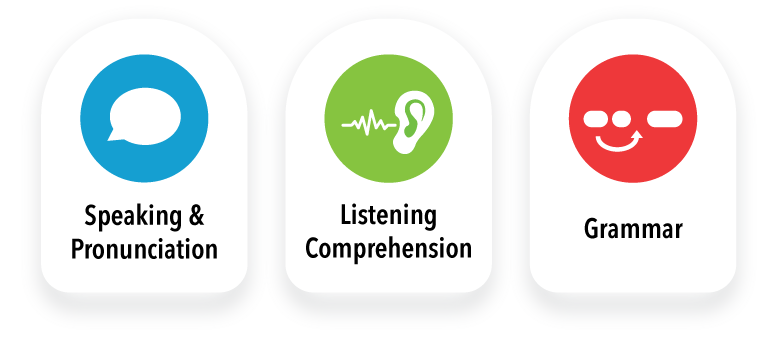 Speaking &
Pronunciation
Listening
Comprehension
Grammar